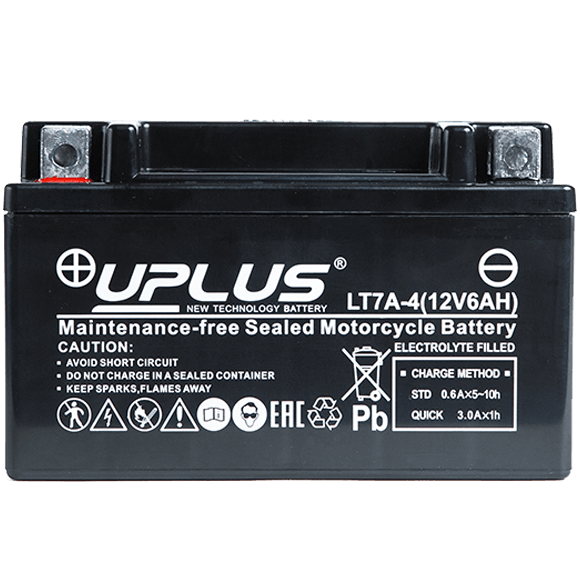 UPLUS®
NEW TECHNOLOGY BATTERY
LT7A-4(12V6AH)
Maintenance-free Sealed Motorcycle Battery
CAUTION:
ELECTROLYTE FILLED
• AVOID SHORT CIRCUIT
• DO NOT CHARGE IN A SEALED CONTAINER
• KEEP SPARKS,FLAMES AWAY
CHARGE METHOD
STD 0.6A×5~10h
QUICK 3.0A×1h
EAC
Pb